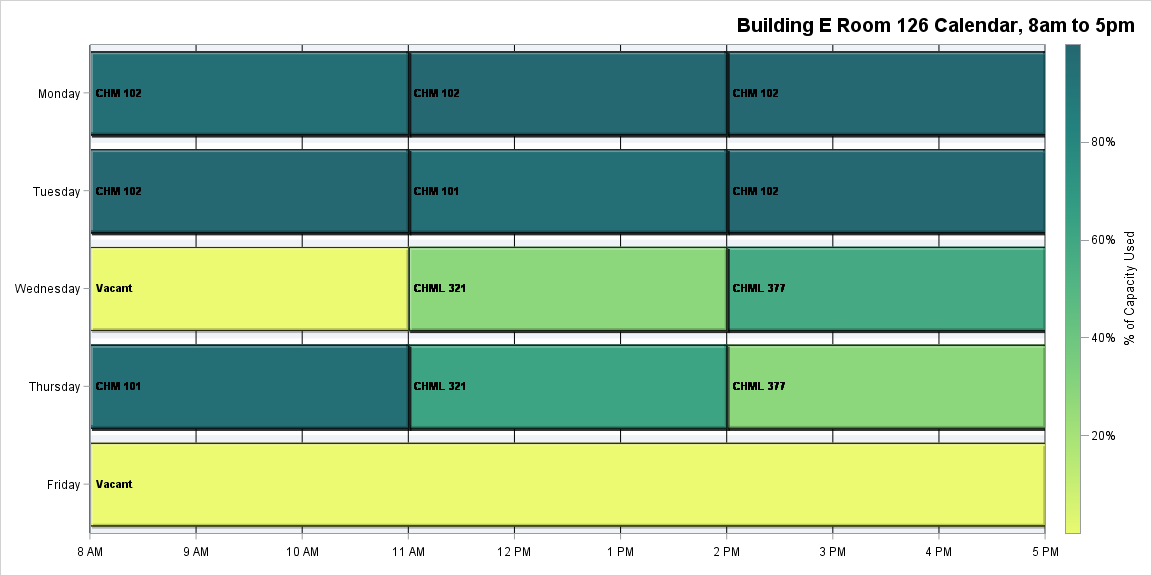 Building E Room 126 Calendar, 8am to 5pm
Monday
CHM 102
CHM 102
CHM 102
Tuesday
CHM 102
CHM 101
CHM 102
Wednesday
Vacant
CHML 321
CHML 377
Thursday
CHM 101
CHML 321
CHML 377
Friday
Vacant
8 AM
9 AM
10 AM
11 AM
12 PM
1 PM
2 PM
3 PM
4 PM
5 PM
80%
60%
40%
20%
% of Capacity Used